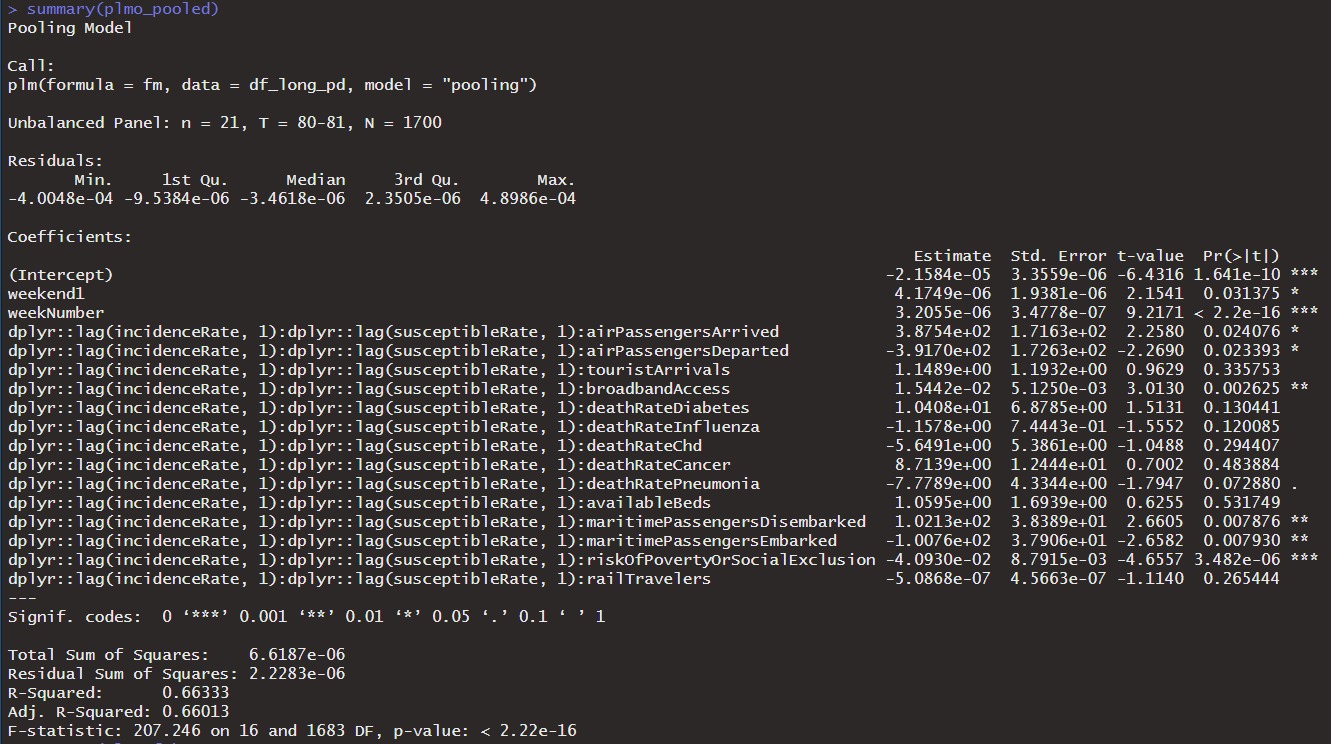 > summary(plmo_pooled)
Pooling Model
Call:
plm(formula = fm, data = df_long_pd, model = "pooling")
Unbalanced Panel: n = 21, T = 80-81, N = 1700
Residuals:
Min. 1st Qu. Median 3rd Qu. Max.
-4.0048e-04 -9.5384e-06 -3.4618e-06 2.3505e-06 4.8986e-04
Coefficients:
Estimate Std. Error t-value Pr(>|t|)
(Intercept) -2.1584e-05 3.3559e-06 -6.4316 1.641e-10 ***
weekend1 4.1749e-06 1.9381e-06 2.1541 0.031375 *
weekNumber 3.2055e-06 3.4778e-07 9.2171 < 2.2e-16 ***
dplyr::lag(incidenceRate, 1):dplyr::lag(susceptibleRate, 1):airPassengersArrived 3.8754e+02 1.7163e+02 2.2580 0.024076 *
dplyr::lag(incidenceRate, 1):dplyr::lag(susceptibleRate, 1):airPassengersDeparted -3.9170e+02 1.7263e+02 -2.2690 0.023393 *
dplyr::lag(incidenceRate, 1):dplyr::lag(susceptibleRate, 1):touristArrivals 1.1489e+00 1.1932e+00 0.9629 0.335753
dplyr::lag(incidenceRate, 1):dplyr::lag(susceptibleRate, 1):broadbandAccess 1.5442e-02 5.1250e-03 3.0130 0.002625 **
dplyr::lag(incidenceRate, 1):dplyr::lag(susceptibleRate, 1):deathRateDiabetes 1.0408e+01 6.8785e+00 1.5131 0.130441
dplyr::lag(incidenceRate, 1):dplyr::lag(susceptibleRate, 1):deathRateInfluenza -1.1578e+00 7.4443e-01 -1.5552 0.120085
dplyr::lag(incidenceRate, 1):dplyr::lag(susceptibleRate, 1):deathRateChd -5.6491e+00 5.3861e+00 -1.0488 0.294407
dplyr::lag(incidenceRate, 1):dplyr::lag(susceptibleRate, 1):deathRateCancer 8.7139e+00 1.2444e+01 0.7002 0.483884
dplyr::lag(incidenceRate, 1):dplyr::lag(susceptibleRate, 1):deathRatePneumonia -7.7789e+00 4.3344e+00 -1.7947 0.072880 .
dplyr::lag(incidenceRate, 1):dplyr::lag(susceptibleRate, 1):availableBeds 1.0595e+00 1.6939e+00 0.6255 0.531749
dplyr::lag(incidenceRate, 1):dplyr::lag(susceptibleRate, 1):maritimePassengersDisembarked 1.0213e+02 3.8389e+01 2.6605 0.007876 **
dplyr::lag(incidenceRate, 1):dplyr::lag(susceptibleRate, 1):maritimePassengersEmbarked -1.0076e+02 3.7906e+01 -2.6582 0.007930 **
dplyr::lag(incidenceRate, 1):dplyr::lag(susceptibleRate, 1):riskOfPovertyOrSocialExclusion -4.0930e-02 8.7915e-03 -4.6557 3.482e-06 ***
dplyr::lag(incidenceRate, 1):dplyr::lag(susceptibleRate, 1):railTravelers -5.0868e-07 4.5663e-07 -1.1140 0.265444
---
Signif. codes: 0 ‘***’ 0.001 ‘**’ 0.01 ‘*’ 0.05 ‘.’ 0.1 ‘ ’ 1
Total Sum of Squares: 6.6187e-06
Residual Sum of Squares: 2.2283e-06
R-Squared: 0.66333
Adj. R-Squared: 0.66013
F-statistic: 207.246 on 16 and 1683 DF, p-value: < 2.22e-16